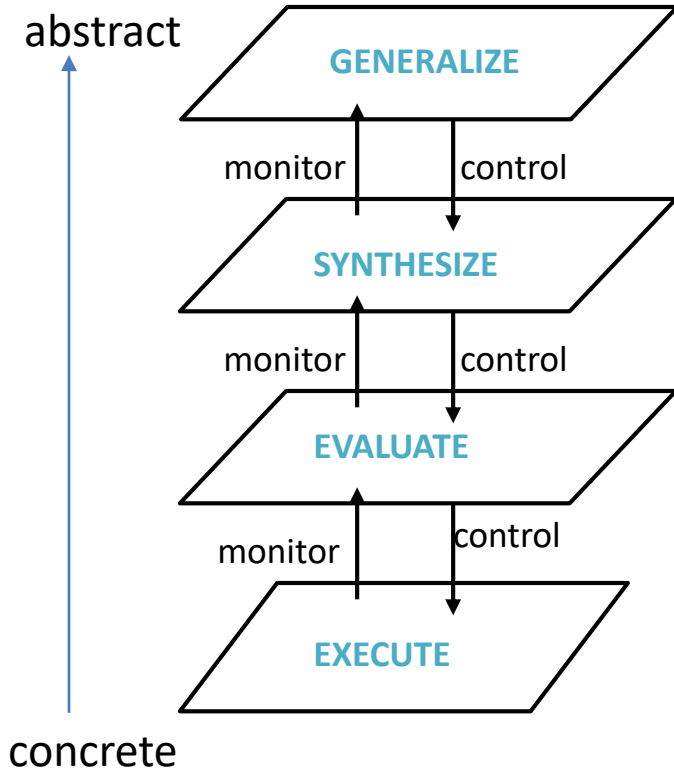 abstract
GENERALIZE
monitor control
SYNTHESIZE
monitor control
EVALUATE
monitor control
EXECUTE
concrete